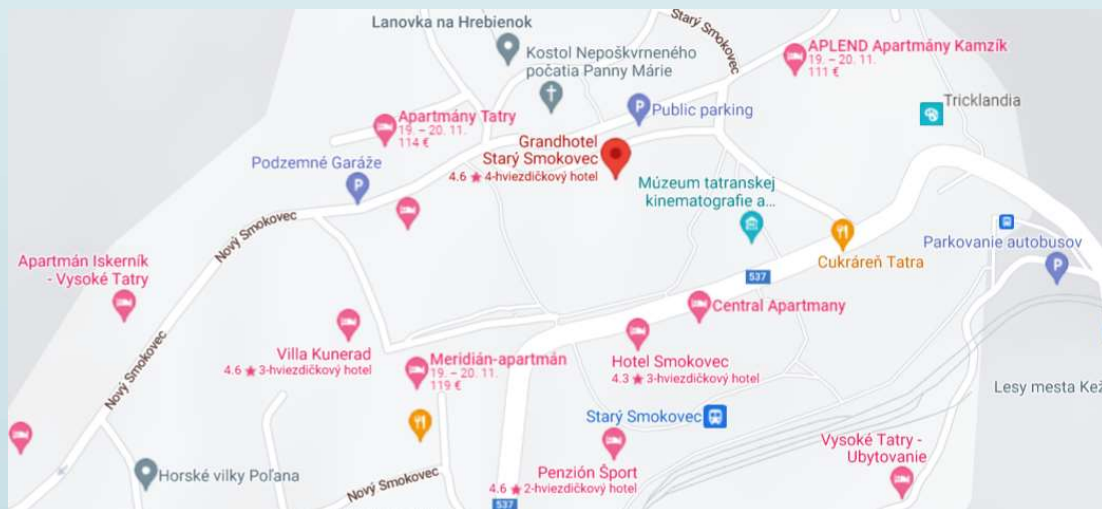 Lanovka na Hrebienok
Starý Smokovec
APLEND Apartmány Kamzík
19. – 20. 11.
111 €
Kostol Nepoškvrneného
počatia Panny Márie
Tricklandia
Apartmány Tatry
19. – 20. 11.
114 €
P
Public parking
Grandhotel
Starý Smokovec
4.6 ★ 4-hviezdičkový hotel
Podzemné Garáže
P
Múzeum tatranskej
kinematografie a...
Nový Smokovec
Parkovanie autobusov
P
Cukráreň Tatra
Apartmán Iskerník
- Vysoké Tatry
537
Central Apartmany
Villa Kunerad
4.6 ★ 3-hviezdičkový hotel
Meridián-apartmán
19. – 20. 11.
119 €
Hotel Smokovec
4.3 ★ 3-hviezdičkový hotel
Nový Smokovec
Lesy mesta Kež
Starý Smokovec
Vysoké Tatry -
Ubytovanie
Horské vilky Poľana
Nový Smokovec
Penzión Šport
4.6 ★ 2-hviezdičkový hotel
537